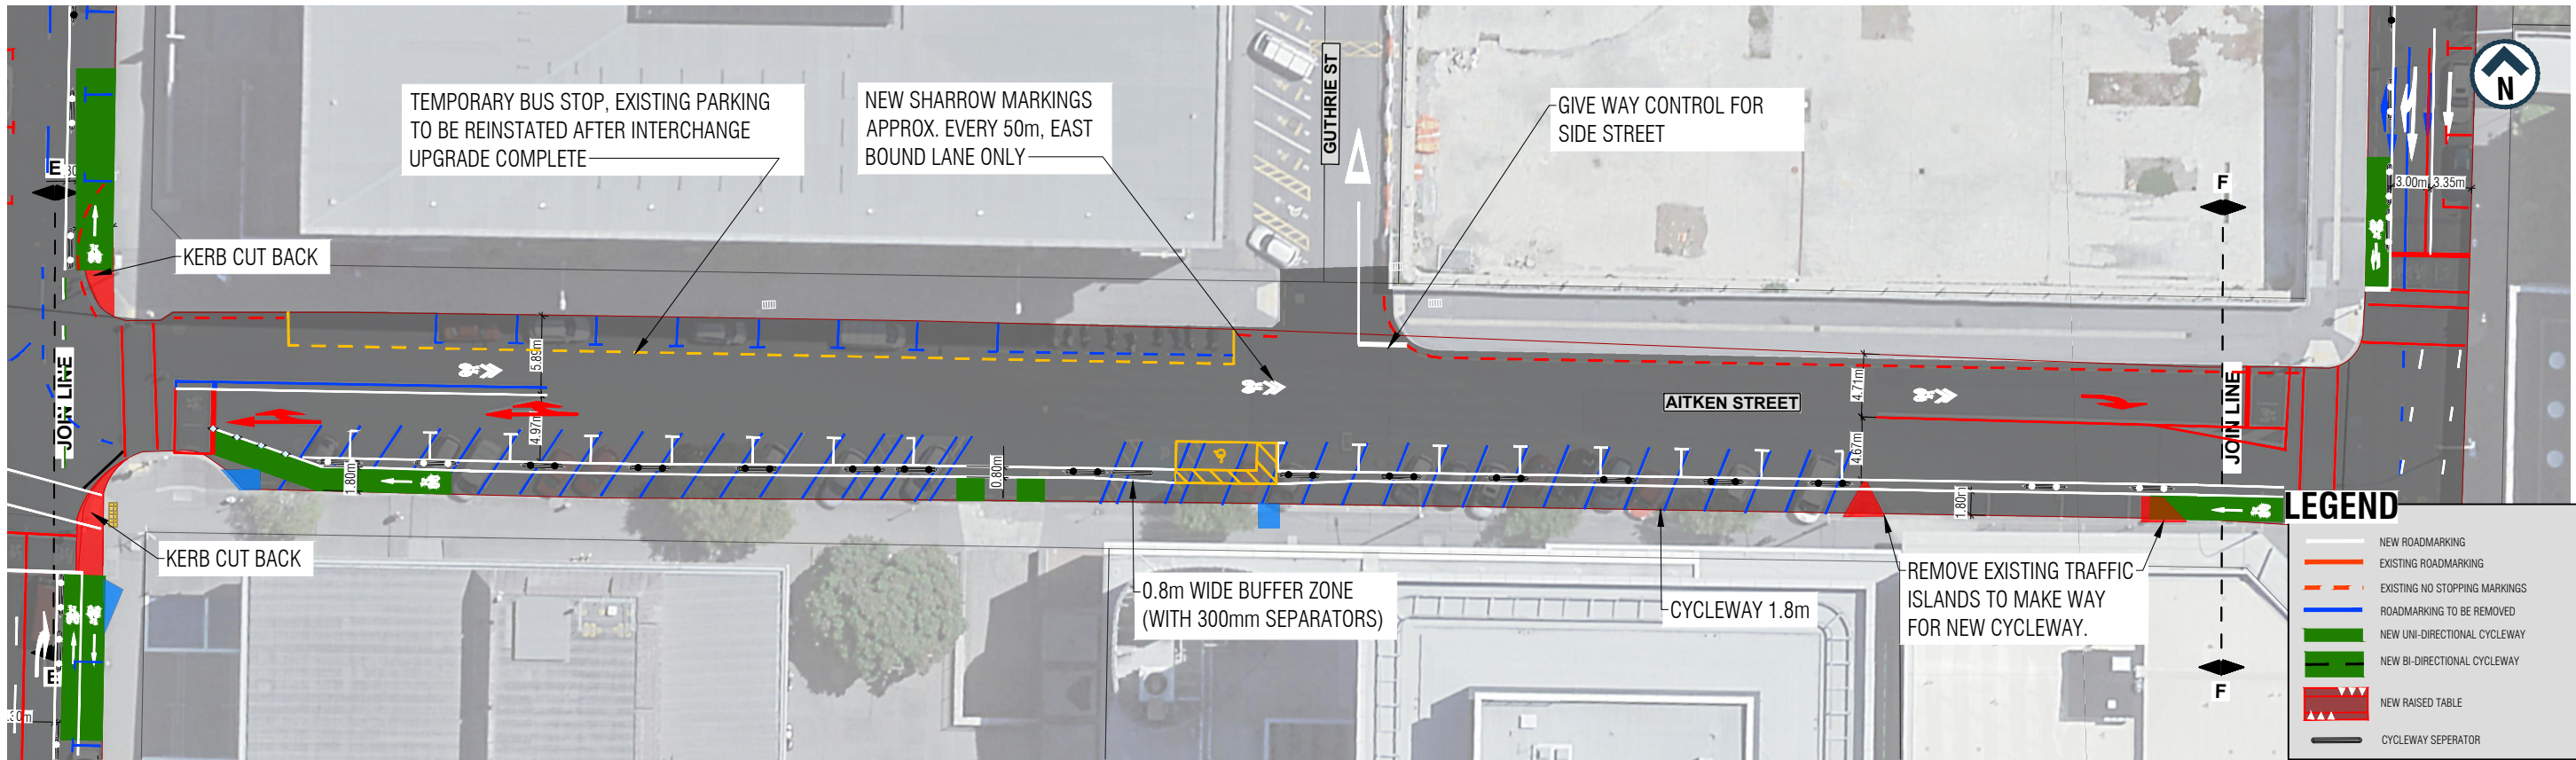 TEMPORARY BUS STOP, EXISTING PARKING
TO BE REINSTATED AFTER INTERCHANGE
UPGRADE COMPLETE
NEW SHARROW MARKINGS
APPROX. EVERY 50m, EAST
BOUND LANE ONLY
GUTHRIE ST
GIVE WAY CONTROL FOR
SIDE STREET
N
3.00m
3.35m
E
F
KERB CUT BACK
JOIN LINE
5.89m
4.97m
AITKEN STREET
4.71m
4.67m
JOIN LINE
1.80m
0.80m
1.80m
KERB CUT BACK
0.8m WIDE BUFFER ZONE
(WITH 300mm SEPARATORS)
CYCLEWAY 1.8m
REMOVE EXISTING TRAFFIC
ISLANDS TO MAKE WAY
FOR NEW CYCLEWAY.
E
F
LEGEND
NEW ROADMARKING
EXISTING ROADMARKING
EXISTING NO STOPPING MARKINGS
ROADMARKING TO BE REMOVED
NEW UNI-DIRECTIONAL CYCLEWAY
NEW BI-DIRECTIONAL CYCLEWAY
NEW RAISED TABLE
CYCLEWAY SEPERATOR